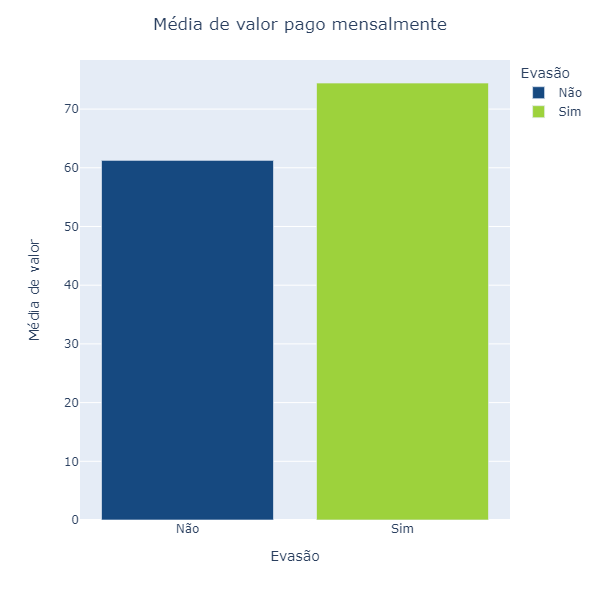 Média de valor pago mensalmente
Evasão
Não
Sim
Média de valor
70
60
50
40
30
20
10
0
Não
Sim
Evasão